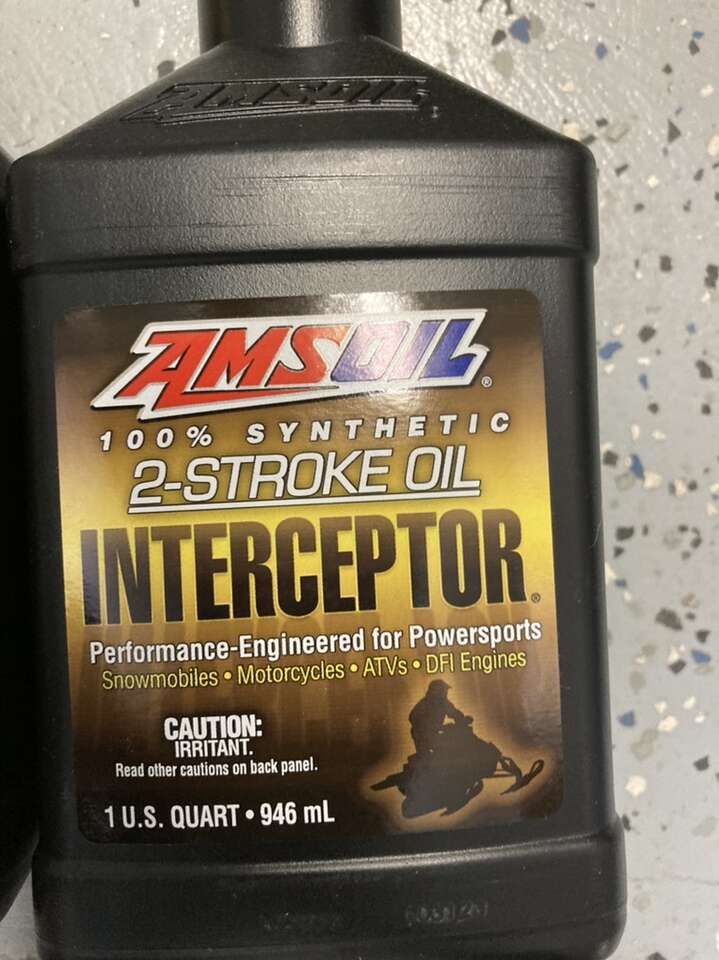 AMSOIL
AMSOIL®
100% SYNTHETIC
2-STROKE OIL
INTERCEPTOR®
Performance-Engineered for Powersports
Snowmobiles • Motorcycles • ATVs • DFI Engines
CAUTION:
IRRITANT.
Read other cautions on back panel.
1 U.S. QUART • 946 mL